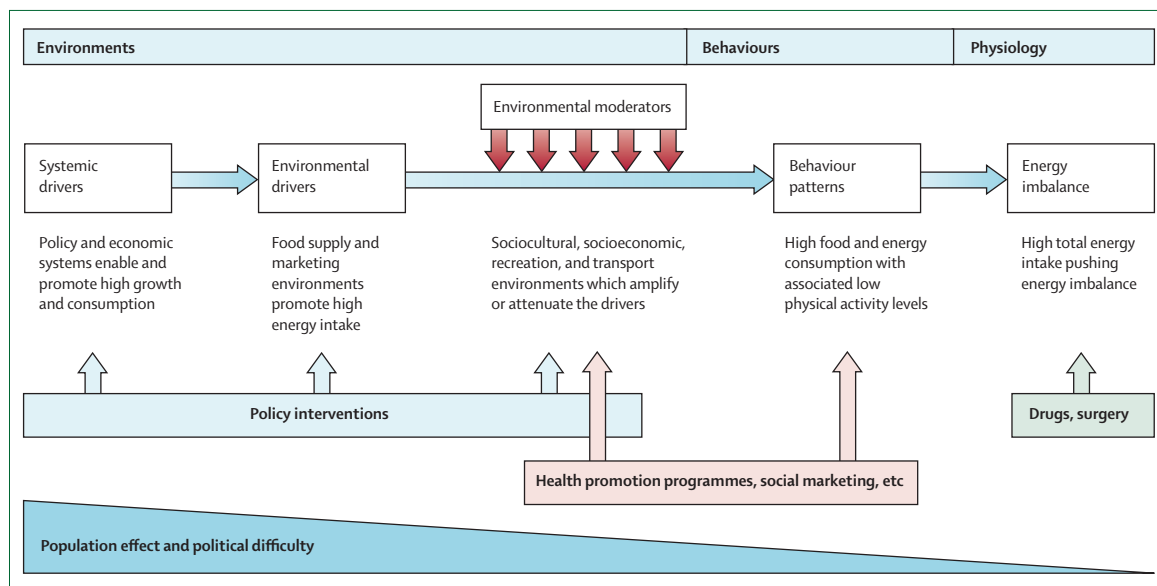 Environments
Behaviours
Physiology
Environmental moderators
Systemic
drivers
Environmental
drivers
Behaviour
patterns
Energy
imbalance
Policy and economic
systems enable and
promote high growth
and consumption
Food supply and
marketing
environments
promote high
energy intake
Sociocultural, socioeconomic,
recreation, and transport
environments which amplify
or attenuate the drivers
High food and energy
consumption with
associated low
physical activity levels
High total energy
intake pushing
energy imbalance
Policy interventions
Drugs, surgery
Health promotion programmes, social marketing, etc
Population effect and political difficulty